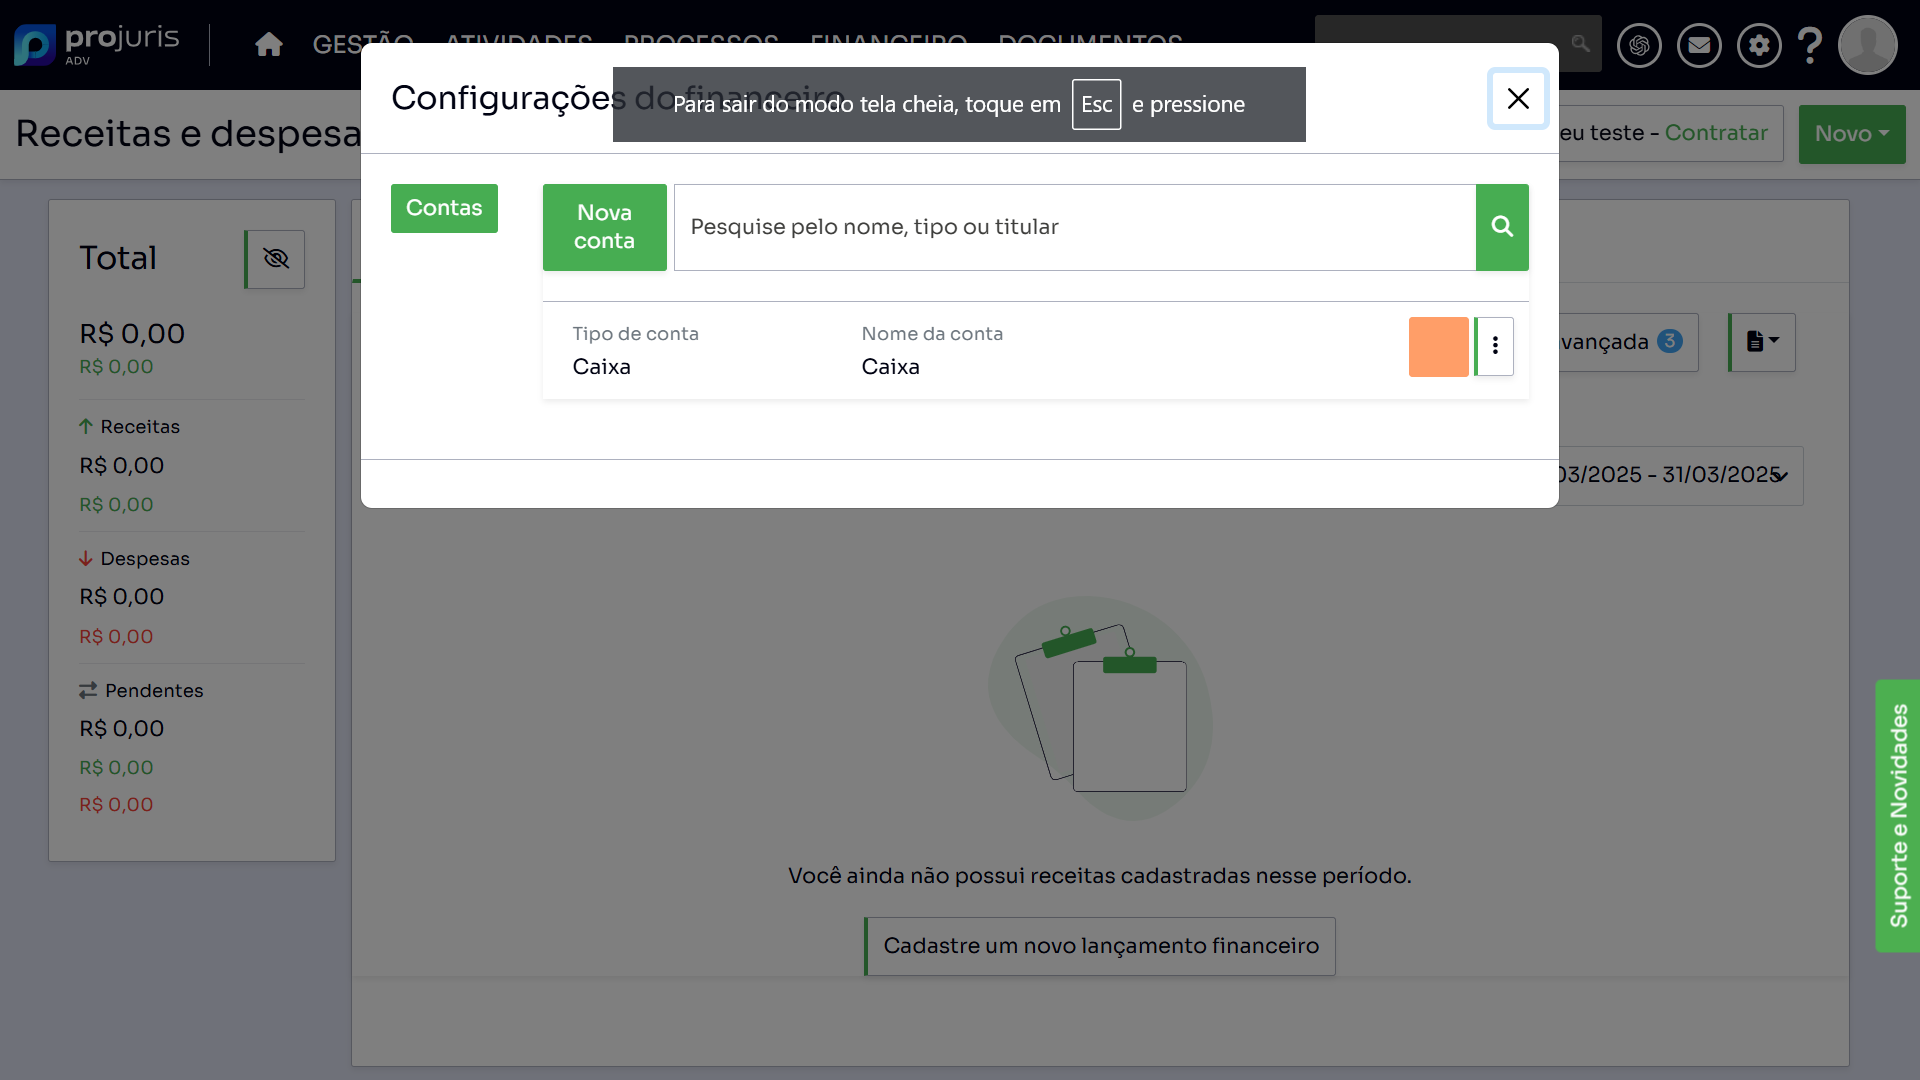 projuris
ADV
GESTÃO
ATIVIDADES
PROCESSOS
FINANCEIRO
DOCUMENTOS
Configurações do financeiro
Para sair do modo tela cheia, toque em Esc e pressione
Receitas e despesa
eu teste - Contratar
Novo
Contas
Nova
conta
Pesquise pelo nome, tipo ou titular
Total
Tipo de conta
Nome da conta
Caixa
Caixa
R$ 0,00
R$ 0,00
vançada 3
Receitas
R$ 0,00
R$ 0,00
03/2025 - 31/03/2025
Despesas
R$ 0,00
R$ 0,00
Pendentes
R$ 0,00
R$ 0,00
R$ 0,00
Você ainda não possui receitas cadastradas nesse período.
Cadastre um novo lançamento financeiro
Suporte e Novidades